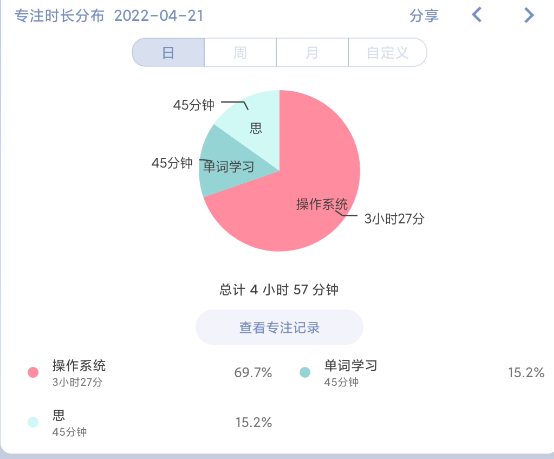 专注时长分布 2022-04-21 分享
日 周 月 自定义
45分钟
思
45分钟
单词学习
操作系统
3小时27分
总计 4 小时 57 分钟
查看专注记录
操作系统 69.7% 单词学习 15.2%
3小时27分 45分钟
思 15.2%
45分钟